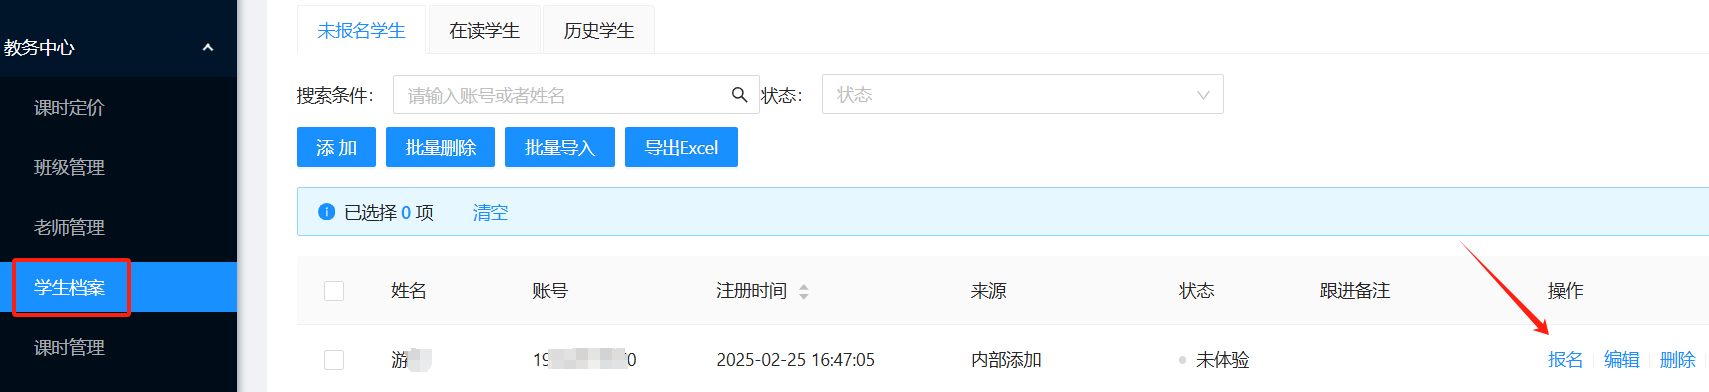 教务中心
课时定价
班级管理
老师管理
学生档案
课时管理
未报名学生 在读学生 历史学生
搜索条件: 请输入账号或者姓名 状态: 状态
添 加 批量删除 批量导入 导出Excel
已选择 0 项 清空
姓名 账号 注册时间 来源 状态 跟进备注 操作
游 19 0 2025-02-25 16:47:05 内部添加 未体验 报名 编辑 删除